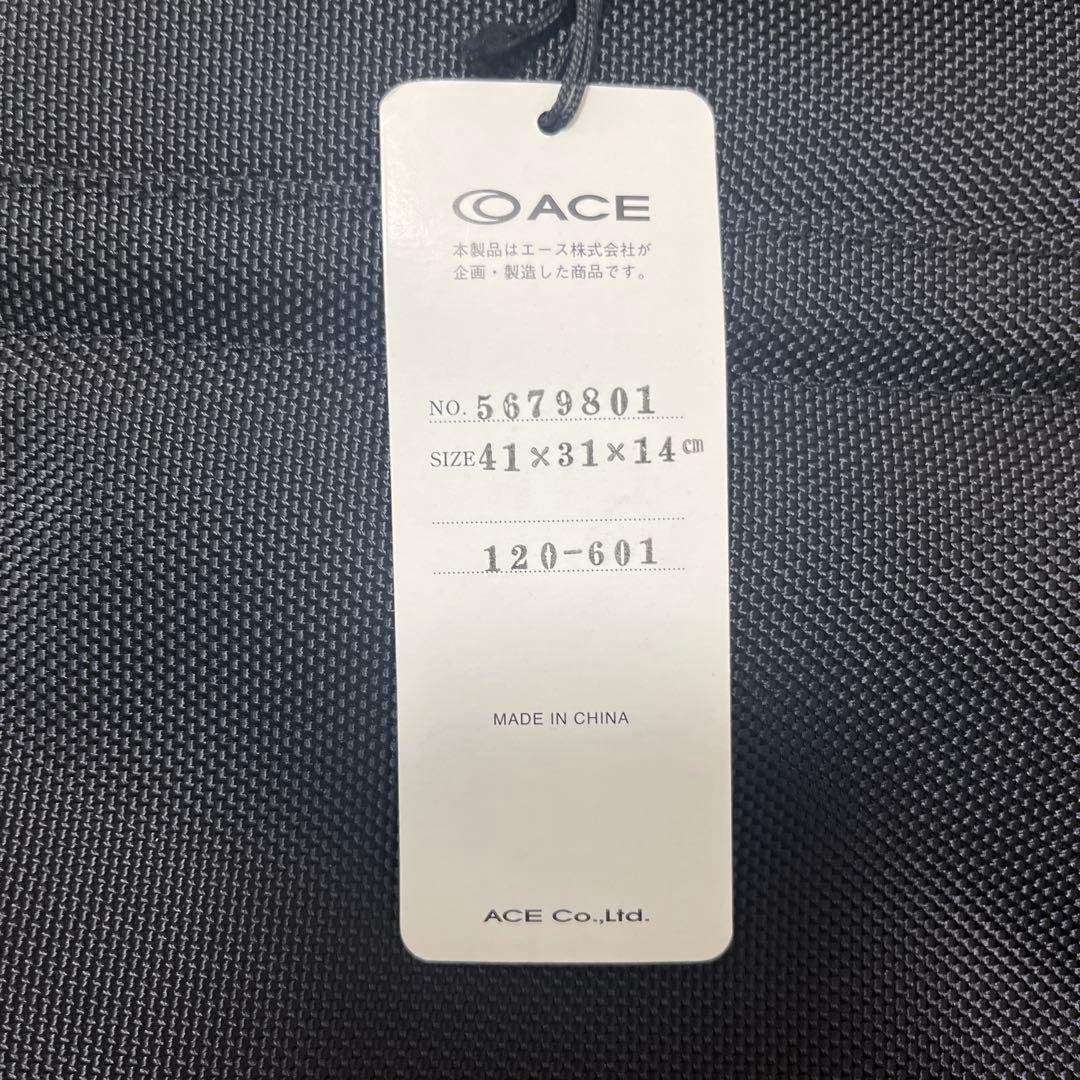 ACE
本製品はエース株式会社が
企画・製造した商品です。
NO. 5679801
SIZE 41×31×14cm
120-601
MADE IN CHINA
ACE Co.,Ltd.